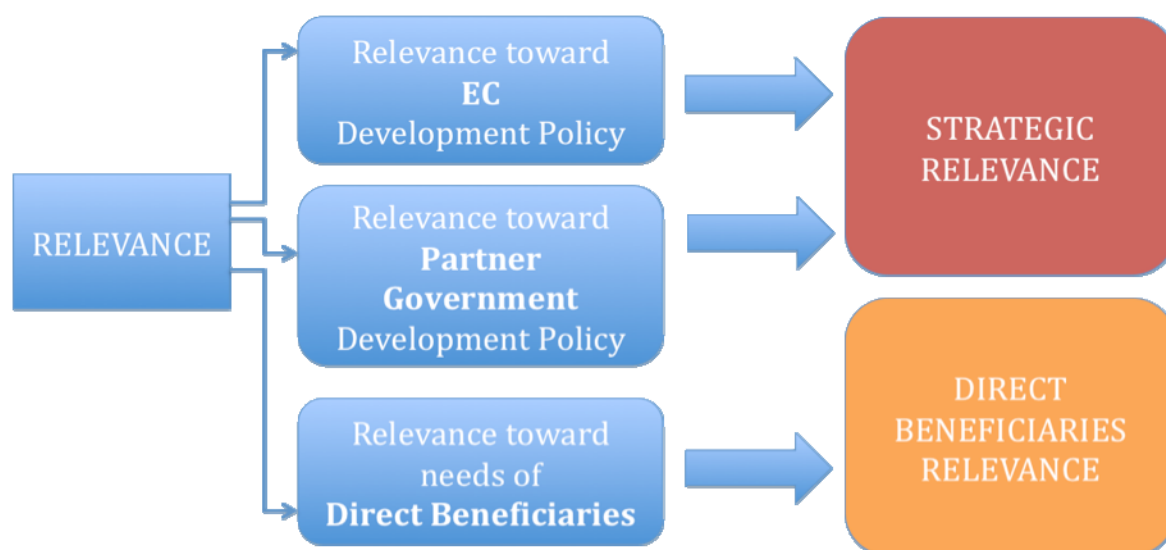 RELEVANCE
Relevance toward
EC
Development Policy
Relevance toward
Partner
Government
Development Policy
Relevance toward
needs of
Direct Beneficiaries
STRATEGIC
RELEVANCE
DIRECT
BENEFICIARIES
RELEVANCE